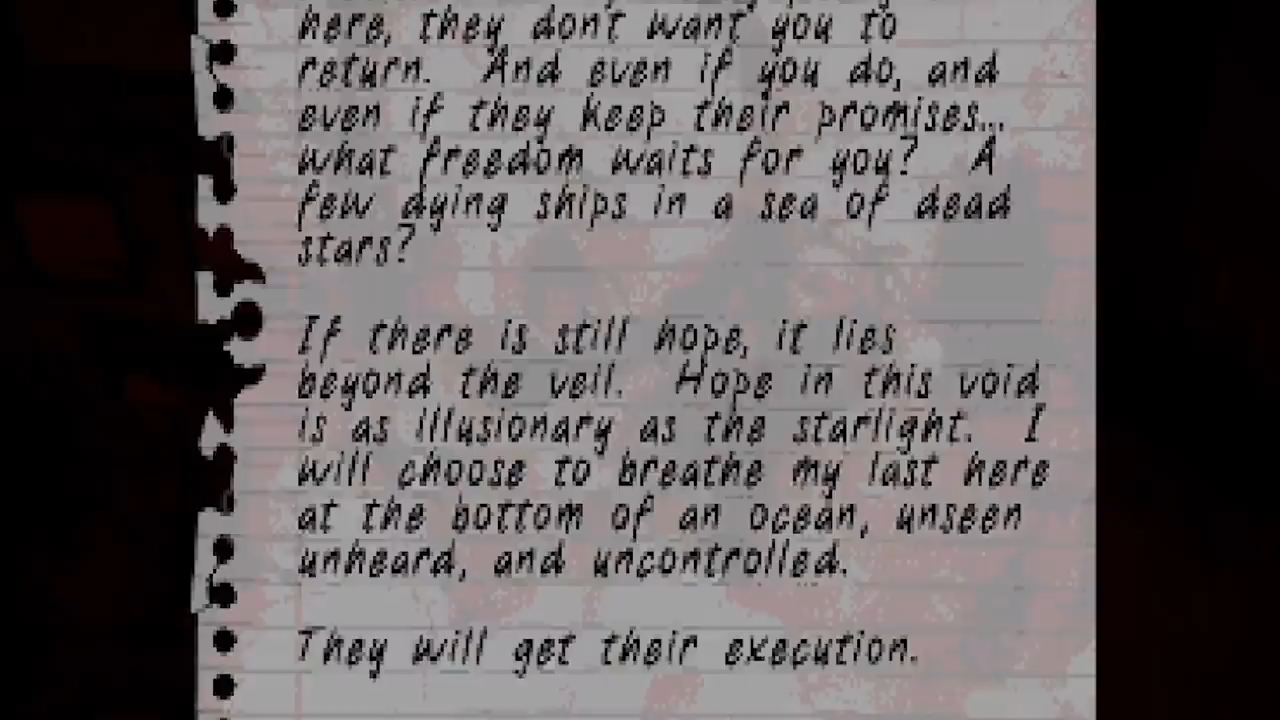 here, they don't want you to
return. And even if you do, and
even if they keep their promises...
what freedom waits for you? A
few dying ships in a sea of dead
stars?
If there is still hope, it lies
beyond the veil. Hope in this void
is as illusionary as the starlight. I
will choose to breathe my last here
at the bottom of an ocean, unseen
unheard, and uncontrolled.
They will get their execution.